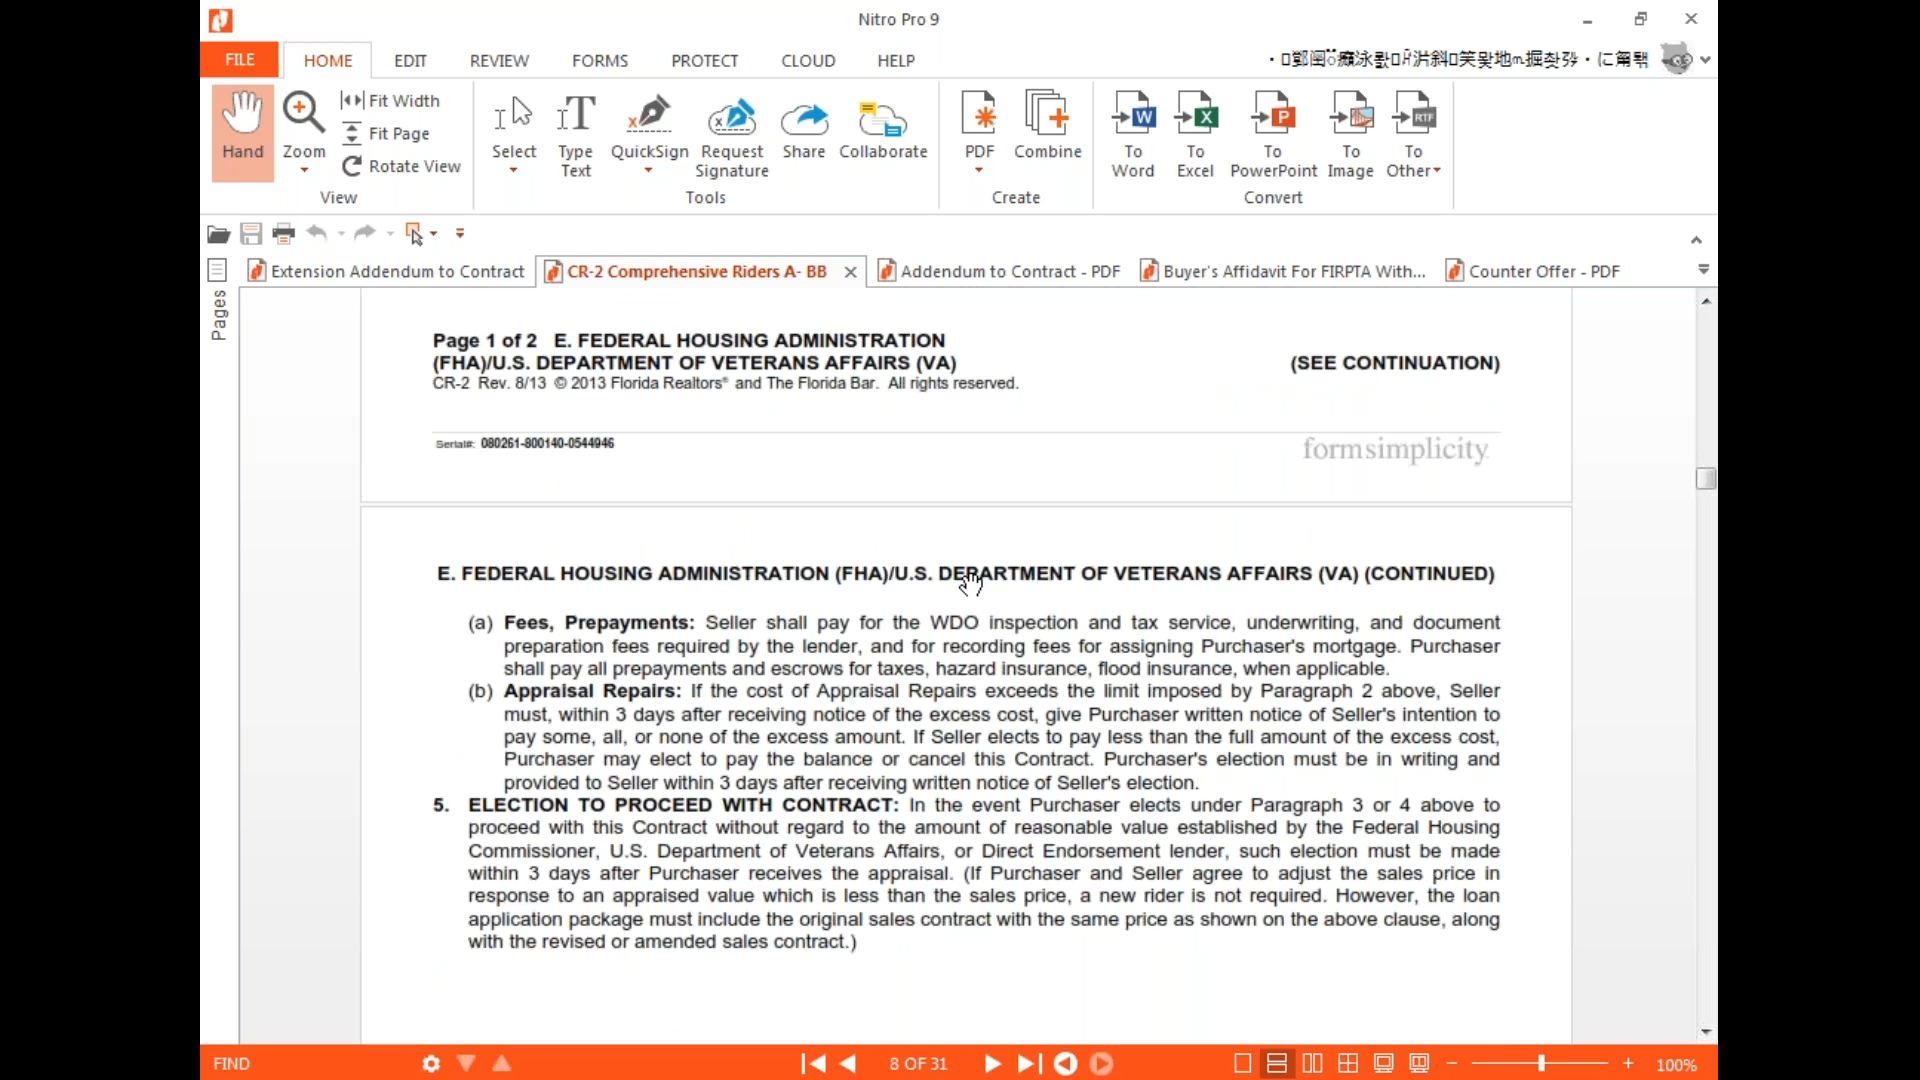 Nitro Pro 9
FILE HOME EDIT REVIEW FORMS PROTECT CLOUD HELP
Hand
Zoom
Fit Width
Fit Page
Rotate View
View
Select
Type Text
QuickSign
Request Signature
Share
Collaborate
Tools
PDF
Combine
Create
To Word
To Excel
To PowerPoint
To Image
To Other
Convert
Extension Addendum to Contract CR-2 Comprehensive Riders A- BB Addendum to Contract - PDF Buyer's Affidavit For FIRPTA With... Counter Offer - PDF
Pages
Page 1 of 2 E. FEDERAL HOUSING ADMINISTRATION
(FHA)/U.S. DEPARTMENT OF VETERANS AFFAIRS (VA) (SEE CONTINUATION)
CR-2 Rev. 8/13 © 2013 Florida Realtors® and The Florida Bar. All rights reserved.
Serial#: 080261-800140-0544946
formsimplicity
E. FEDERAL HOUSING ADMINISTRATION (FHA)/U.S. DEPARTMENT OF VETERANS AFFAIRS (VA) (CONTINUED)
(a) Fees, Prepayments: Seller shall pay for the WDO inspection and tax service, underwriting, and document
preparation fees required by the lender, and for recording fees for assigning Purchaser's mortgage. Purchaser
shall pay all prepayments and escrows for taxes, hazard insurance, flood insurance, when applicable.
(b) Appraisal Repairs: If the cost of Appraisal Repairs exceeds the limit imposed by Paragraph 2 above, Seller
must, within 3 days after receiving notice of the excess cost, give Purchaser written notice of Seller's intention to
pay some, all, or none of the excess amount. If Seller elects to pay less than the full amount of the excess cost,
Purchaser may elect to pay the balance or cancel this Contract. Purchaser's election must be in writing and
provided to Seller within 3 days after receiving written notice of Seller's election.
5. ELECTION TO PROCEED WITH CONTRACT: In the event Purchaser elects under Paragraph 3 or 4 above to
proceed with this Contract without regard to the amount of reasonable value established by the Federal Housing
Commissioner, U.S. Department of Veterans Affairs, or Direct Endorsement lender, such election must be made
within 3 days after Purchaser receives the appraisal. (If Purchaser and Seller agree to adjust the sales price in
response to an appraised value which is less than the sales price, a new rider is not required. However, the loan
application package must include the original sales contract with the same price as shown on the above clause, along
with the revised or amended sales contract.)
FIND 8 OF 31 100%